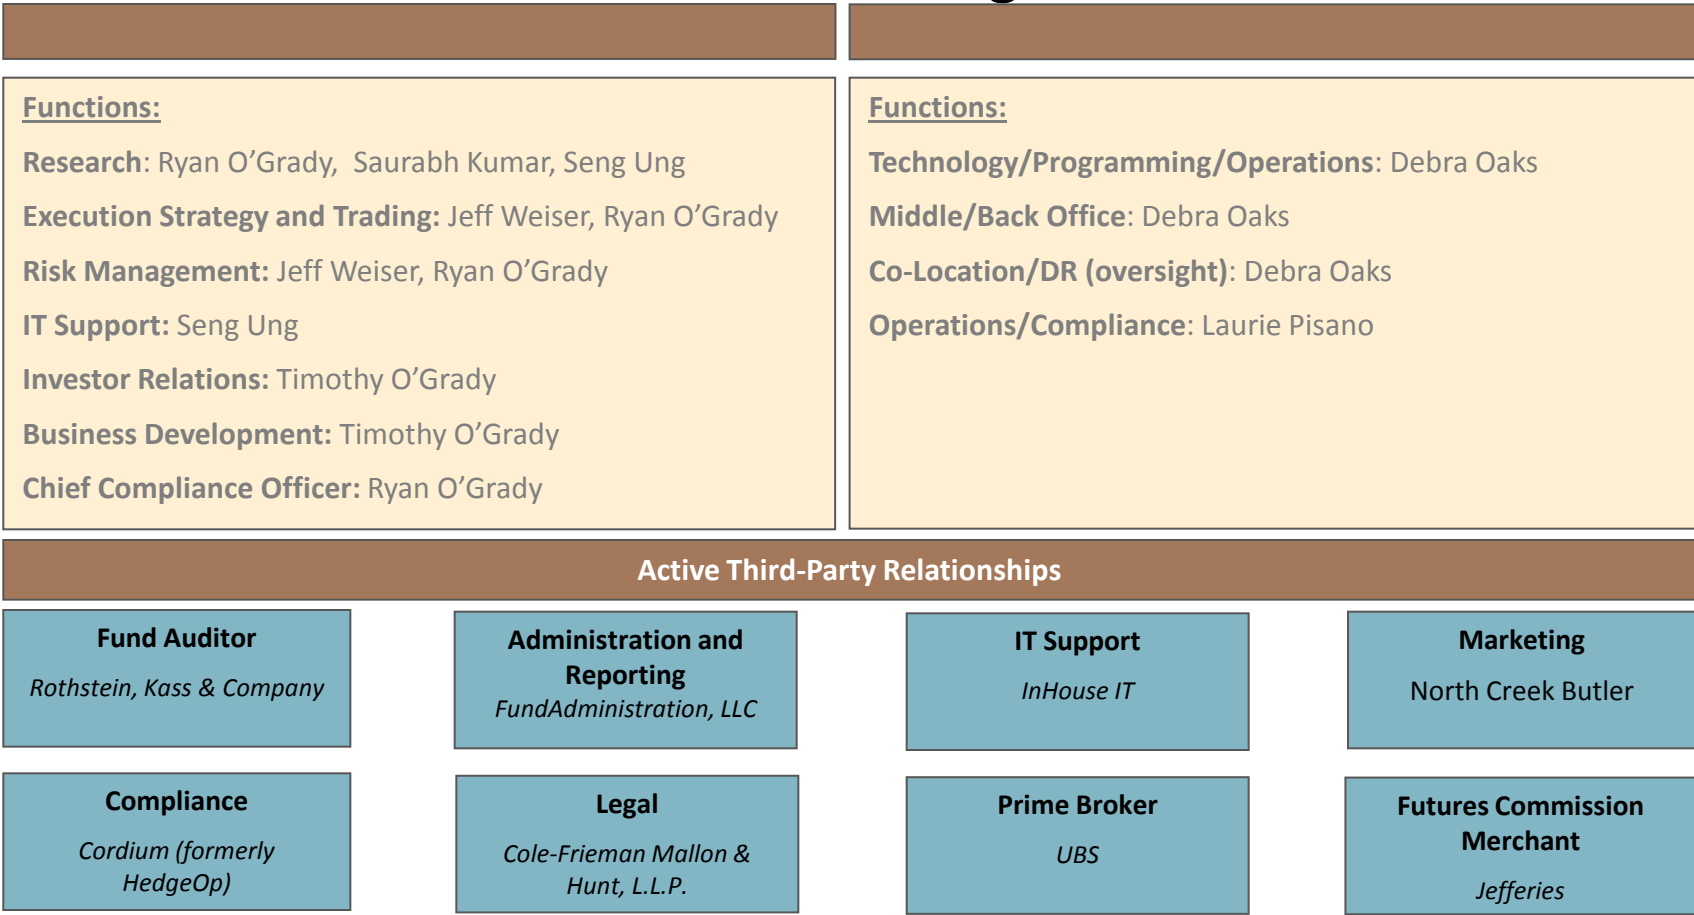 Functions:
Research: Ryan O’Grady,  Saurabh Kumar, Seng Ung
Execution Strategy and Trading: Jeff Weiser, Ryan O’Grady
Risk Management: Jeff Weiser, Ryan O’Grady
IT Support: Seng Ung
Investor Relations: Timothy O’Grady
Business Development: Timothy O’Grady
Chief Compliance Officer: Ryan O’Grady
Functions:
Technology/Programming/Operations: Debra Oaks
Middle/Back Office: Debra Oaks
Co-Location/DR (oversight): Debra Oaks
Operations/Compliance: Laurie Pisano
Active Third-Party Relationships
Fund Auditor
Rothstein, Kass & Company
Administration and
Reporting
FundAdministration, LLC
IT Support
InHouse IT
Marketing
North Creek Butler
Compliance
Cordium (formerly
HedgeOp)
Legal
Cole-Frieman Mallon &
Hunt, L.L.P.
Prime Broker
UBS
Futures Commission
Merchant
Jefferies